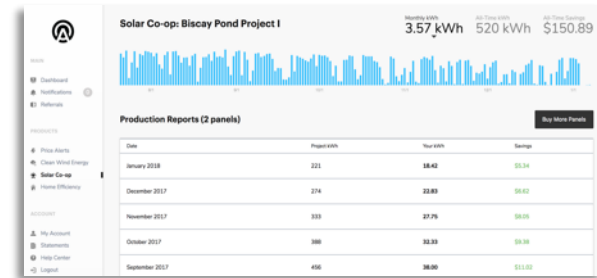 Solar Co-op: Biscay Pond Project I
Monthly kWh
3.57 kWh
All-Time kWh
520 kWh
All-Time Savings
$150.89
MAIN
Dashboard
Notifications
Referrals
PRODUCTS
Price Alerts
Clean Wind Energy
Solar Co-op
Home Efficiency
ACCOUNT
My Account
Statements
Help Center
Logout
Production Reports (2 panels)
Buy More Panels
Date Project kWh Your kWh Savings
January 2018 221 18.42 $5.34
December 2017 274 22.83 $6.62
November 2017 333 27.75 $8.05
October 2017 388 32.33 $9.38
September 2017 456 38.00 $11.02